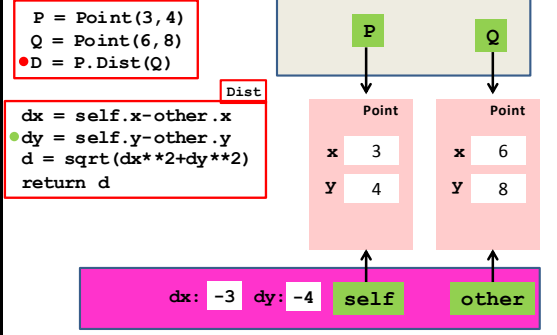 P = Point(3,4)
Q = Point(6,8)
D = P.Dist(Q)
Dist
dx = self.x-other.x
dy = self.y-other.y
d = sqrt(dx**2+dy**2)
return d
P
Q
Point
x 3
y 4
Point
x 6
y 8
dx: -3 dy: -4 self other